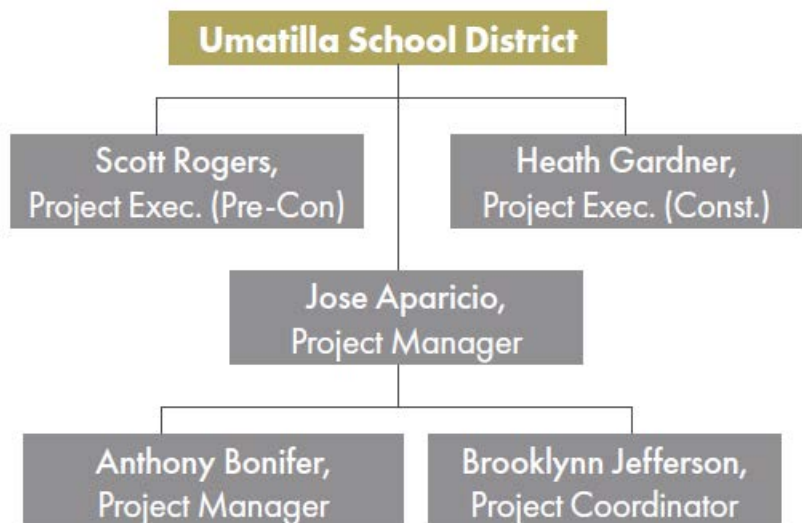 Umatilla School District
Scott Rogers,
Project Exec. (Pre-Con)
Heath Gardner,
Project Exec. (Const.)
Jose Aparicio,
Project Manager
Anthony Bonifer,
Project Manager
Brooklynn Jefferson,
Project Coordinator